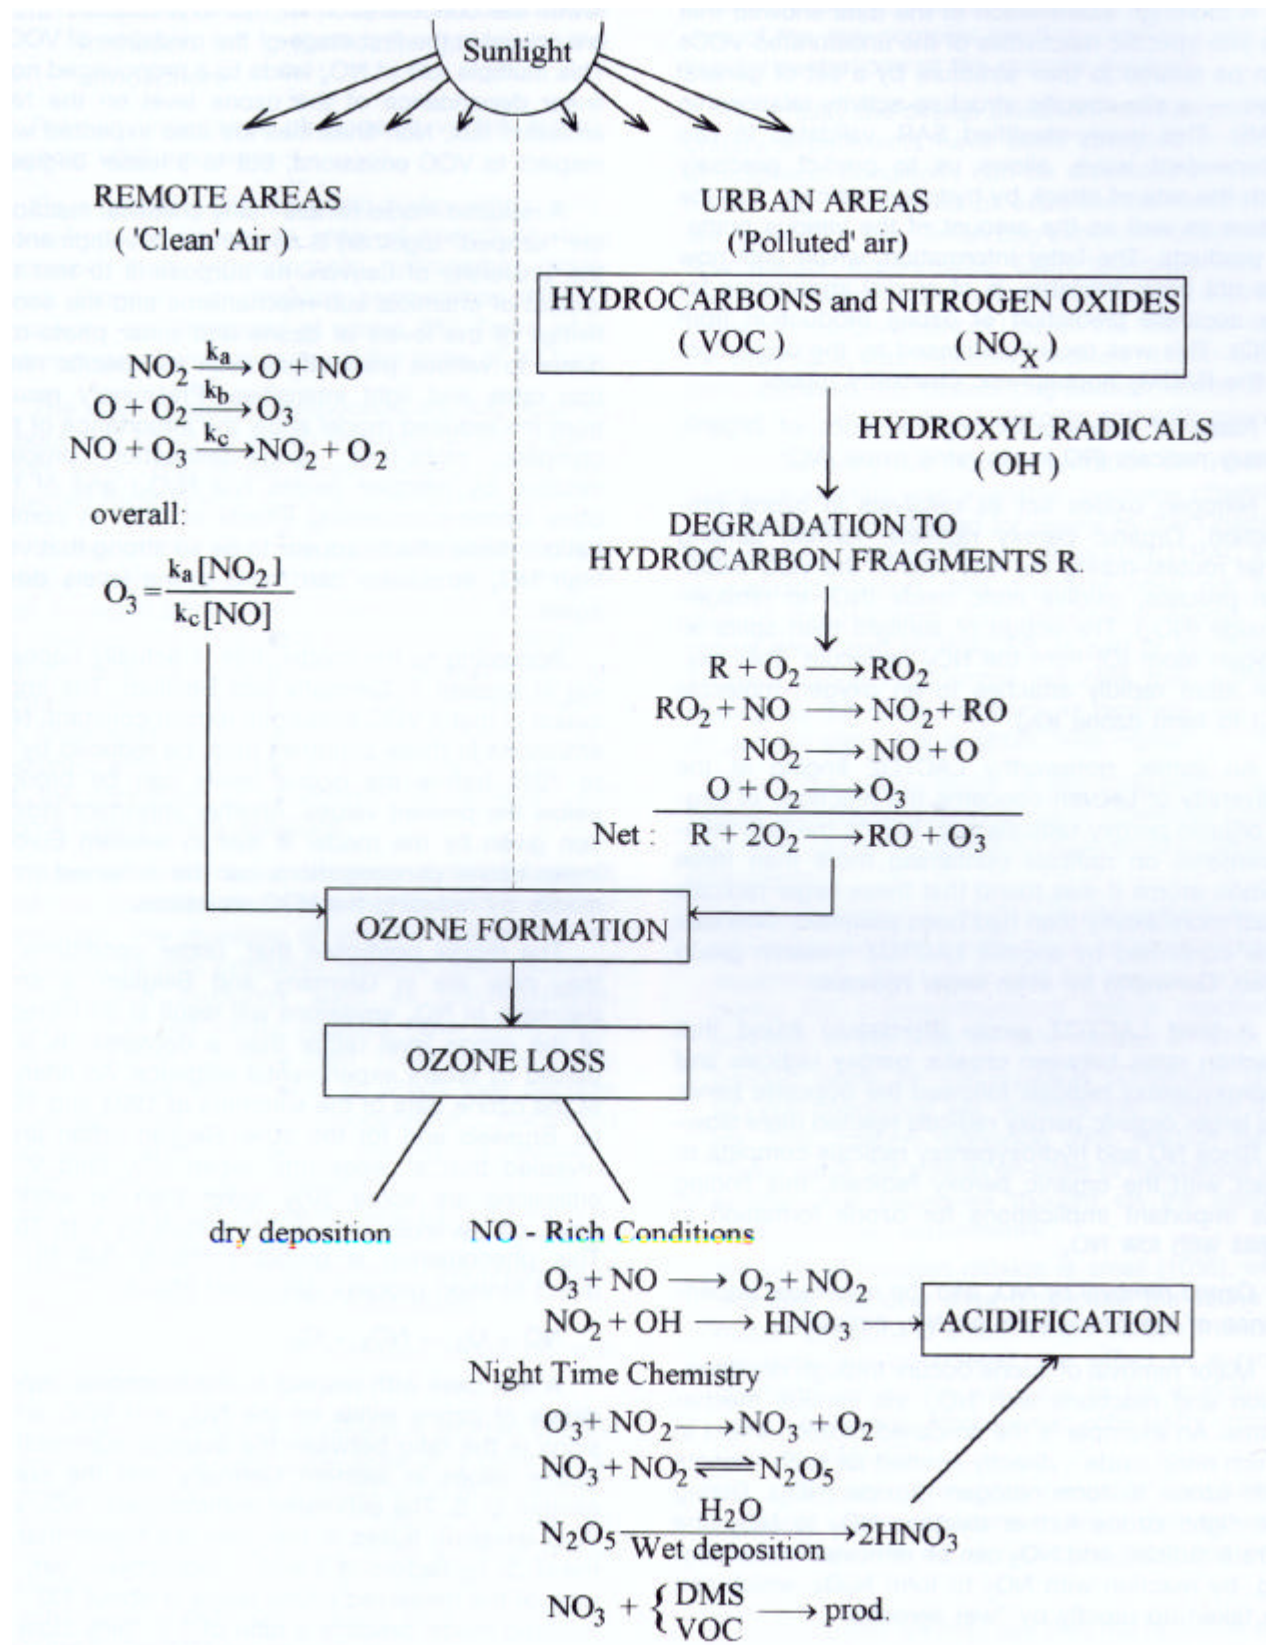 Sunlight
REMOTE AREAS
( 'Clean' Air )
NO₂ —ka→ O + NO
O + O₂ —kb→ O₃
NO + O₃ —kc→ NO₂ + O₂
overall:
O₃ = ka[NO₂] / kc[NO]
URBAN AREAS
('Polluted' air)
HYDROCARBONS and NITROGEN OXIDES
( VOC ) (NOX )
HYDROXYL RADICALS
( OH )
DEGRADATION TO
HYDROCARBON FRAGMENTS R.
R + O₂ → RO₂
RO₂ + NO → NO₂ + RO
NO₂ → NO + O
O + O₂ → O₃
Net : R + 2O₂ → RO + O₃
OZONE FORMATION
OZONE LOSS
dry deposition
NO - Rich Conditions
O₃ + NO → O₂ + NO₂
NO₂ + OH → HNO₃ → ACIDIFICATION
Night Time Chemistry
O₃ + NO₂ → NO₃ + O₂
NO₃ + NO₂ ⇌ N₂O₅
H₂O
N₂O₅ → 2HNO₃
Wet deposition
NO₃ + { DMS
VOC → prod.